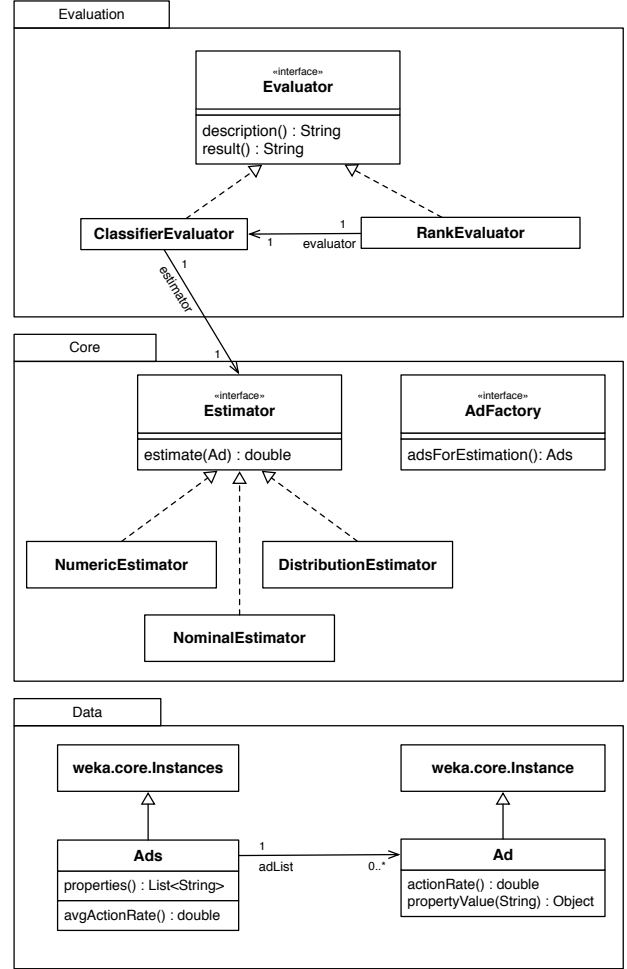 Evaluation
«interface»
Evaluator
description() : String
result() : String
ClassifierEvaluator
1
evaluator
1
RankEvaluator
1
estimator
1
Core
«interface»
Estimator
estimate(Ad) : double
«interface»
AdFactory
adsForEstimation(): Ads
NumericEstimator
DistributionEstimator
NominalEstimator
Data
weka.core.Instances
weka.core.Instance
Ads
properties() : List<String>
avgActionRate() : double
1
adList
0..*
Ad
actionRate() : double
propertyValue(String) : Object